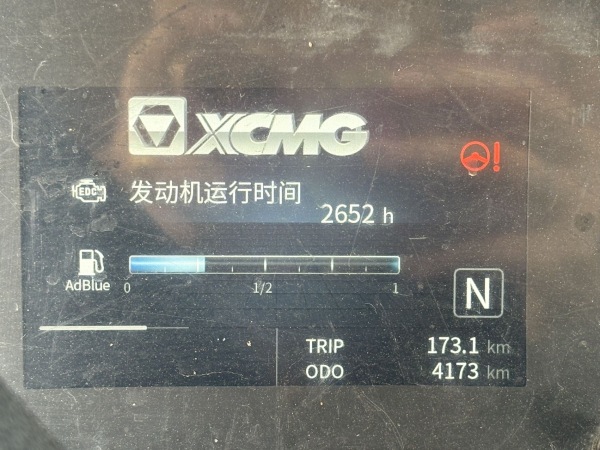 XCMG
EDC
发动机运行时间
2652 h
AdBlue
0 1/2 1
N
TRIP 173.1 km
ODO 4173 km